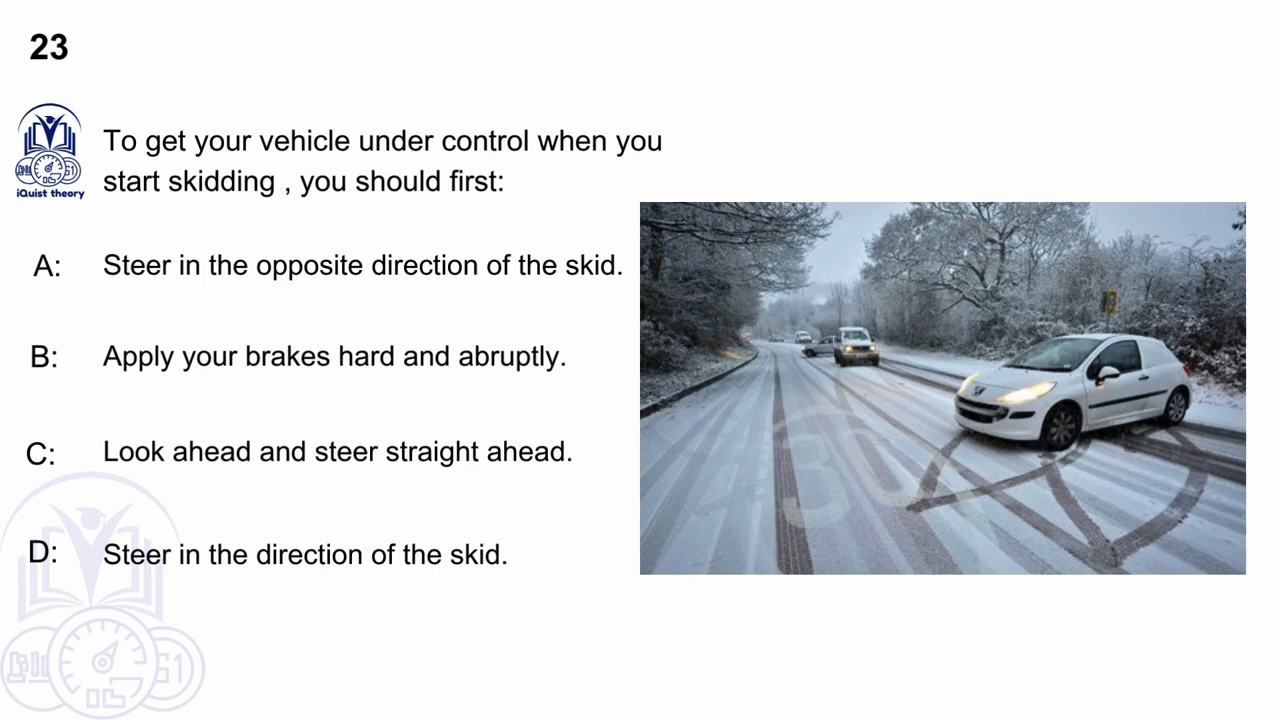 23
iQuist theory
To get your vehicle under control when you
start skidding , you should first:
A: Steer in the opposite direction of the skid.
B: Apply your brakes hard and abruptly.
C: Look ahead and steer straight ahead.
D: Steer in the direction of the skid.
30